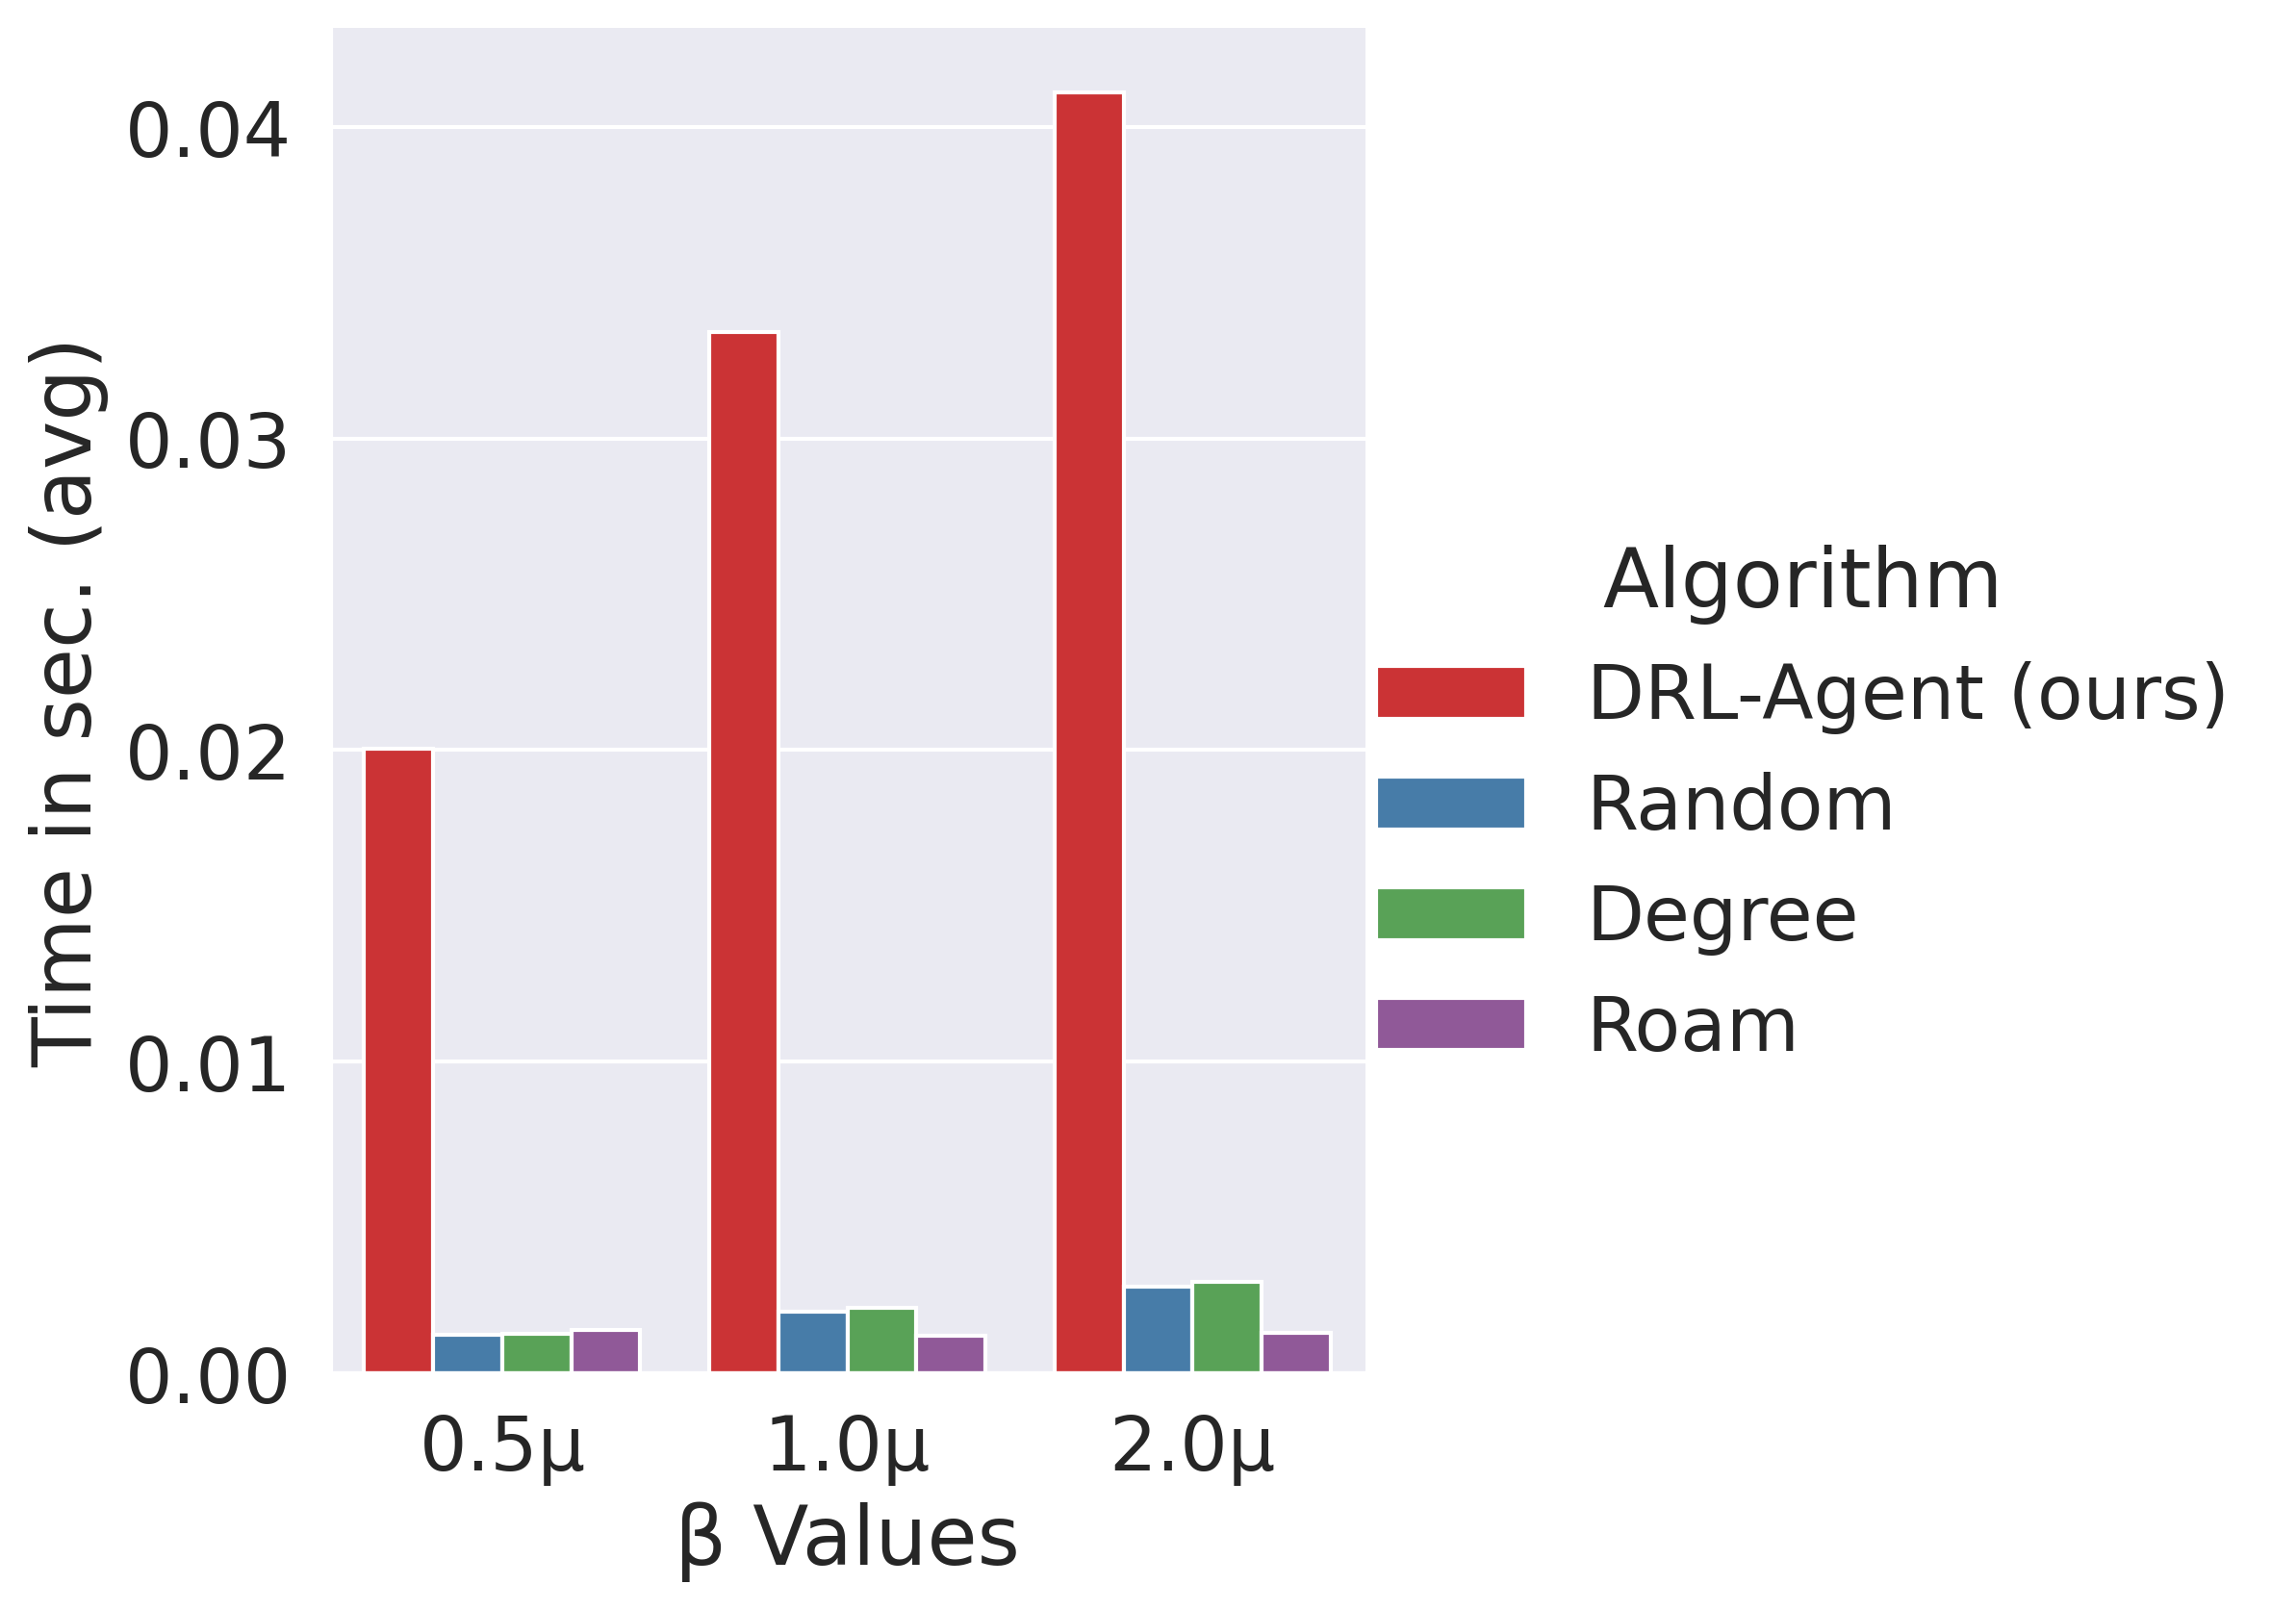 Time in sec. (avg)
0.04
0.03
0.02
0.01
0.00
0.5μ 1.0μ 2.0μ
β Values
Algorithm
DRL-Agent (ours)
Random
Degree
Roam